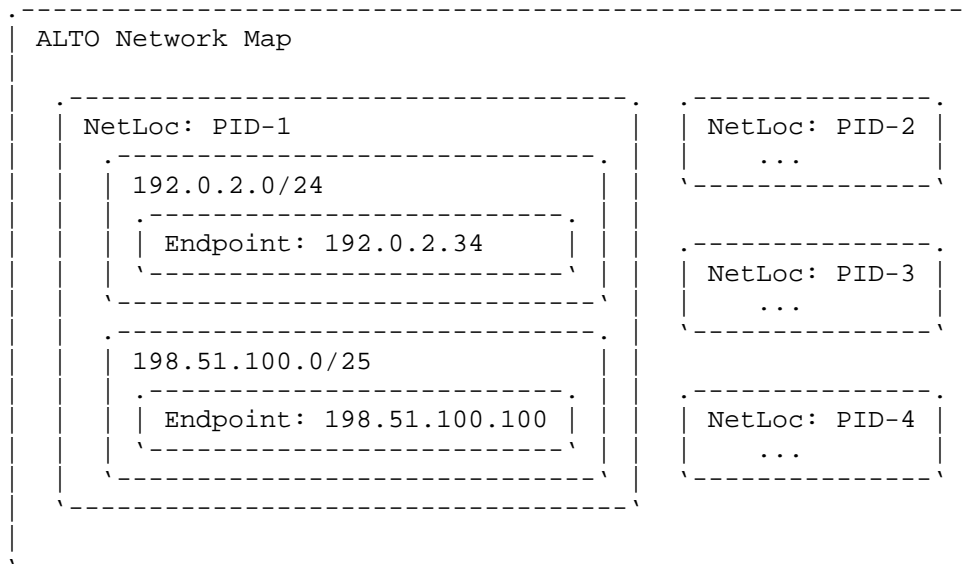 ALTO Network Map
NetLoc: PID-1
192.0.2.0/24
Endpoint: 192.0.2.34
198.51.100.0/25
Endpoint: 198.51.100.100
NetLoc: PID-2
...
NetLoc: PID-3
...
NetLoc: PID-4
...